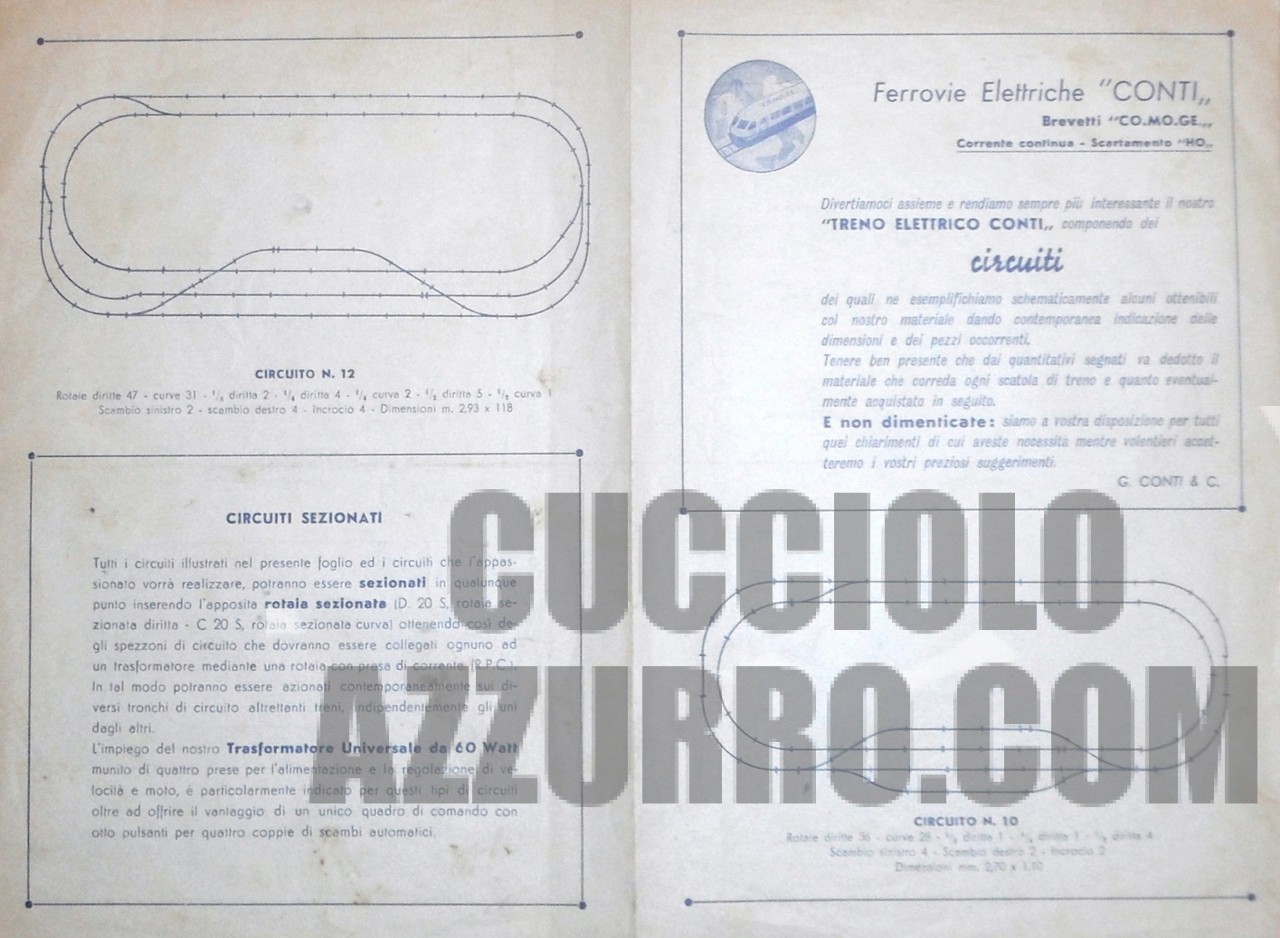 CIRCUITO N. 12
Rotaie diritte 47 - curve 31 - diritta 2 - diritta 4 - curva 2 - diritta 5 - curva 1
Scambio sinistro 2 - scambio destro 4 - Incrocio 4 - Dimensioni m. 2,93 x 118
CIRCUITI SEZIONATI
Tutti i circuiti illustrati nel presente foglio ed i circuiti che l'appas-
sionato vorrà realizzare, potranno essere sezionati in qualunque
punto inserendo l'apposita rotaia sezionata (D. 20 S, rotaia se-
zionata diritta - C 20 S, rotaia sezionata curva) ottenendo così de-
gli spezzoni di circuito che dovranno essere collegati ognuno ad
un trasformatore mediante una rotaia con presa di corrente (R.P.C.).
In tal modo potranno essere azionati contemporaneamente sui di-
versi tronchi di circuito altrettanti treni, indipendentemente gli uni
dagli altri.
L'impiego del nostro Trasformatore Universale da 60 Watt
munito di quattro prese per l'alimentazione e la regolazione di ve-
locità e moto, é particolarmente indicato per questi tipi di circuiti
oltre ad offrire il vantaggio di un unico quadro di comando con
otto pulsanti per quattro coppie di scambi automatici.
Ferrovie Elettriche "CONTI„
Brevetti "CO.MO.GE.„
Corrente continua - Scartamento "HO„
Divertiamoci assieme e rendiamo sempre più interessante il nostro
"TRENO ELETTRICO CONTI„ componendo dei
circuiti
dei quali ne esemplifichiamo schematicamente alcuni ottenibili
col nostro materiale dando contemporanea indicazione delle
dimensioni e dei pezzi occorrenti.
Tenere ben presente che dai quantitativi segnati va dedotto il
materiale che correda ogni scatola di treno e quanto eventual-
mente acquistato in seguito.
E non dimenticate: siamo a vostra disposizione per tutti
quei chiarimenti di cui aveste necessità mentre volentieri accet-
teremo i vostri preziosi suggerimenti.
G. CONTI & C.
CUCCIOLO
AZZURRO.COM
CIRCUITO N. 10
Rotaie diritte 36 - curve 28 - diritta 1 - diritta 1 - diritta 4
Scambio sinistro 4 - Scambio destro 2 - Incrocio 2
Dimensioni mm. 2,70 x 1,10